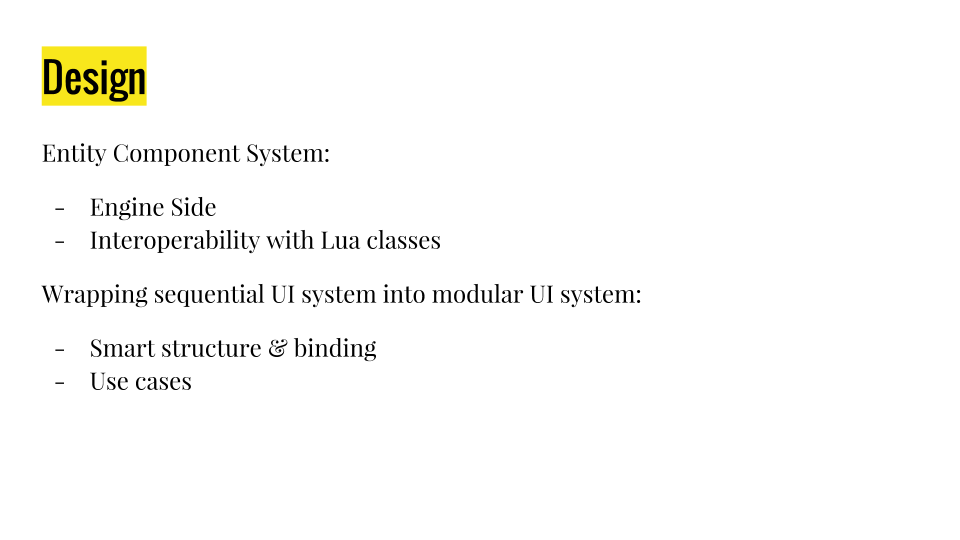 Design
Entity Component System:
- Engine Side
- Interoperability with Lua classes
Wrapping sequential UI system into modular UI system:
- Smart structure & binding
- Use cases